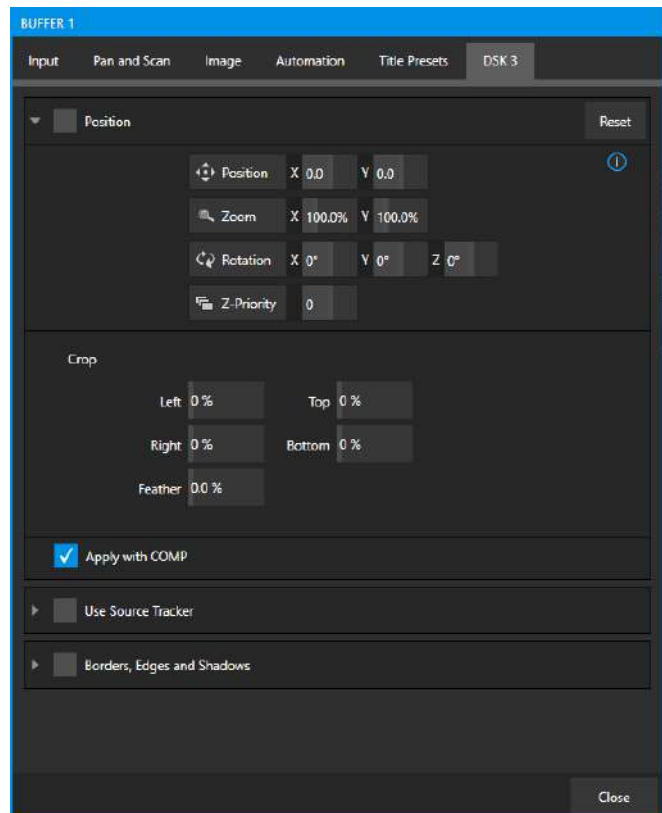 BUFFER 1
Input Pan and Scan Image Automation Title Presets DSK 3
Position Reset
Position X 0.0 Y 0.0
Zoom X 100.0% Y 100.0%
Rotation X 0° Y 0° Z 0°
Z-Priority 0
Crop
Left 0 % Top 0 %
Right 0 % Bottom 0 %
Feather 0.0 %
Apply with COMP
Use Source Tracker
Borders, Edges and Shadows
Close